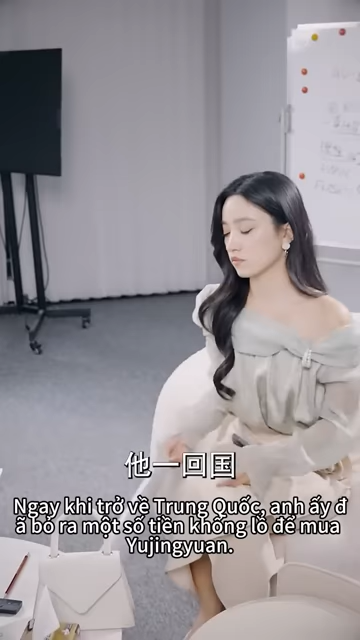 他一回国
Ngay khi trở về Trung Quốc, anh ấy đ
ã bỏ ra một số tiền khổng lồ để mua
Yujingyuan.